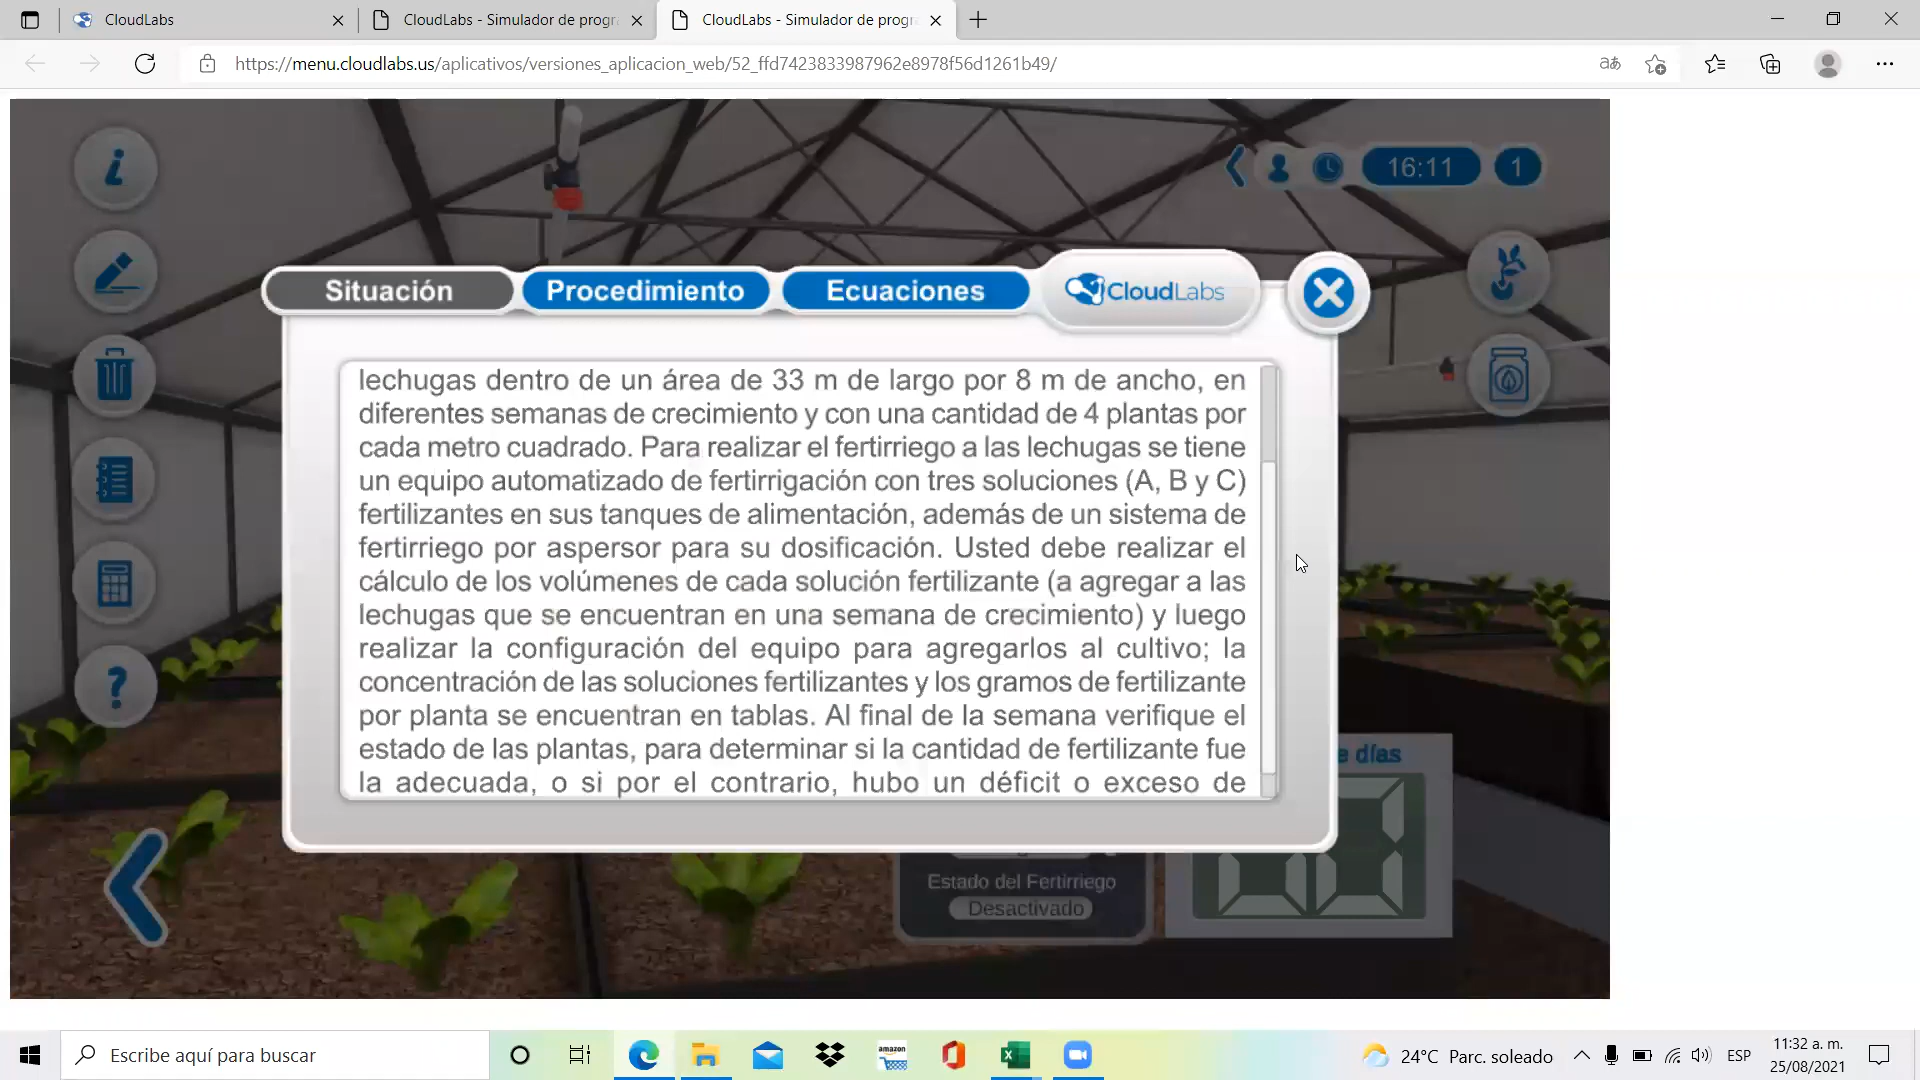 CloudLabs
CloudLabs - Simulador de progr
CloudLabs - Simulador de progr
https://menu.cloudlabs.us/aplicativos/versiones_aplicacion_web/52_ffd7423833987962e8978f56d1261b49/
aあ
16:11
1
Situación
Procedimiento
Ecuaciones
CloudLabs
lechugas dentro de un área de 33 m de largo por 8 m de ancho, en
diferentes semanas de crecimiento y con una cantidad de 4 plantas por
cada metro cuadrado. Para realizar el fertirriego a las lechugas se tiene
un equipo automatizado de fertirrigación con tres soluciones (A, B y C)
fertilizantes en sus tanques de alimentación, además de un sistema de
fertirriego por aspersor para su dosificación. Usted debe realizar el
cálculo de los volúmenes de cada solución fertilizante (a agregar a las
lechugas que se encuentran en una semana de crecimiento) y luego
realizar la configuración del equipo para agregarlos al cultivo; la
concentración de las soluciones fertilizantes y los gramos de fertilizante
por planta se encuentran en tablas. Al final de la semana verifique el
estado de las plantas, para determinar si la cantidad de fertilizante fue
la adecuada, o si por el contrario, hubo un déficit o exceso de
días
Estado del Fertirriego
Desactivado
Escribe aquí para buscar
amazon
24°C Parc. soleado
ESP
11:32 a. m.
25/08/2021